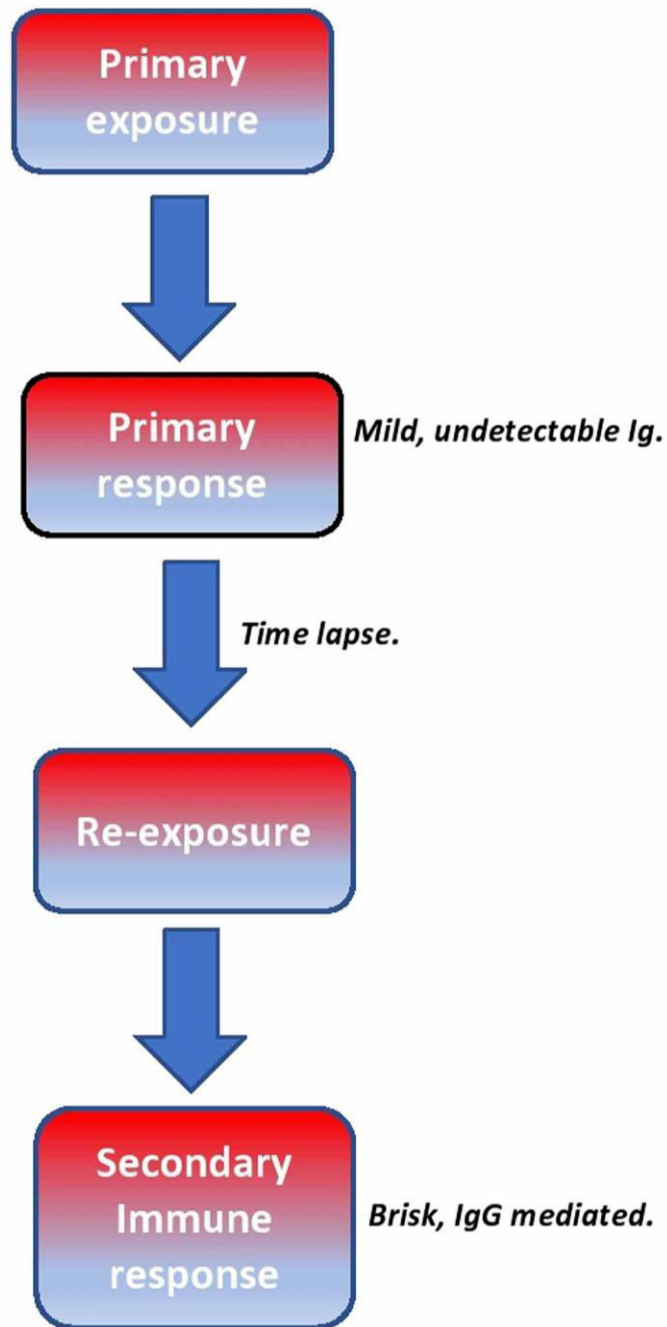 Primary
exposure
Primary
response
Mild, undetectable Ig.
Time lapse.
Re-exposure
Secondary
Immune
response
Brisk, IgG mediated.